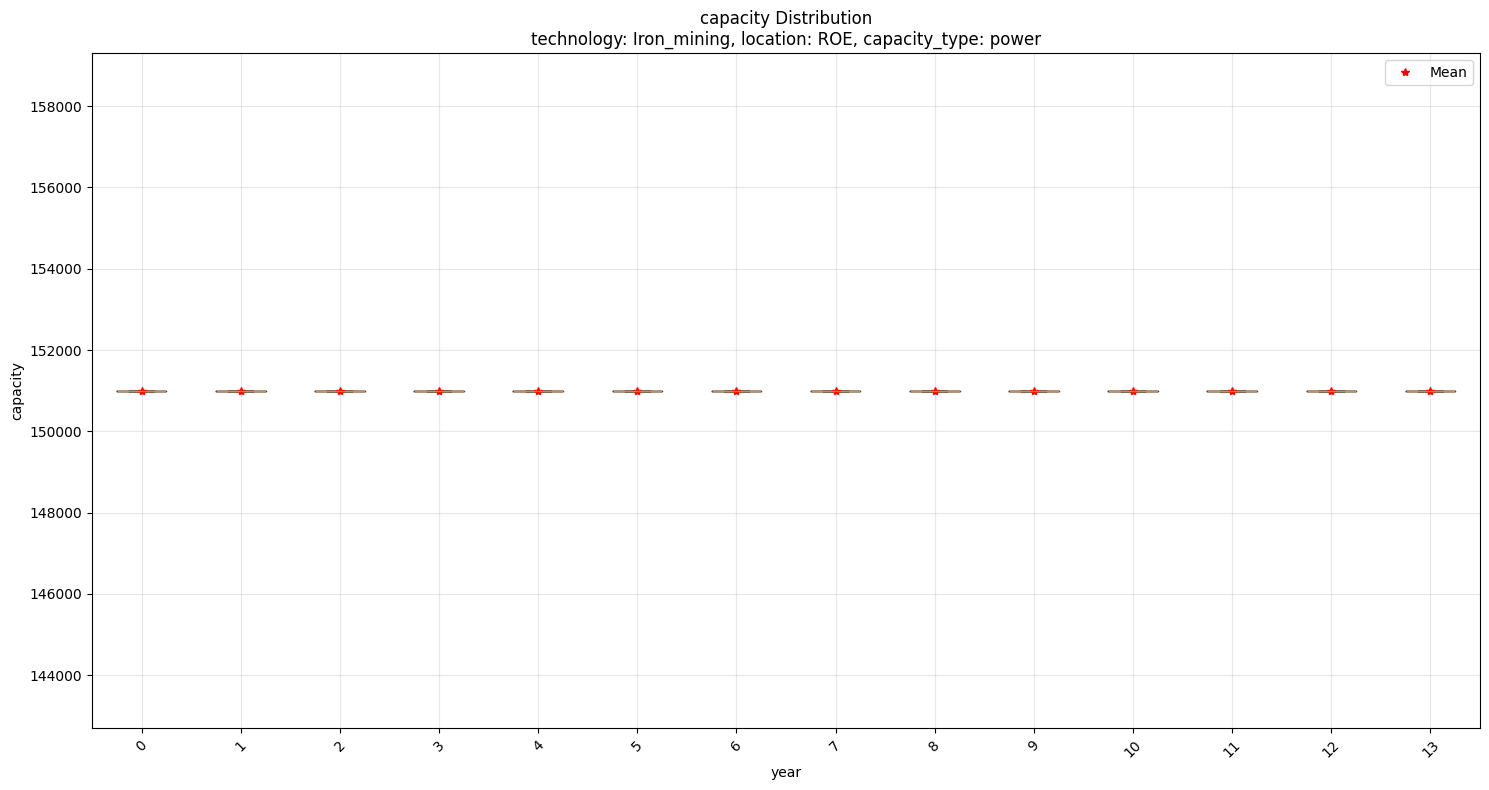 capacity Distribution
technology: Iron_mining, location: ROE, capacity_type: power
Mean
158000
156000
154000
152000
150000
148000
146000
144000
capacity
0 1 2 3 4 5 6 7 8 9 10 11 12 13
year